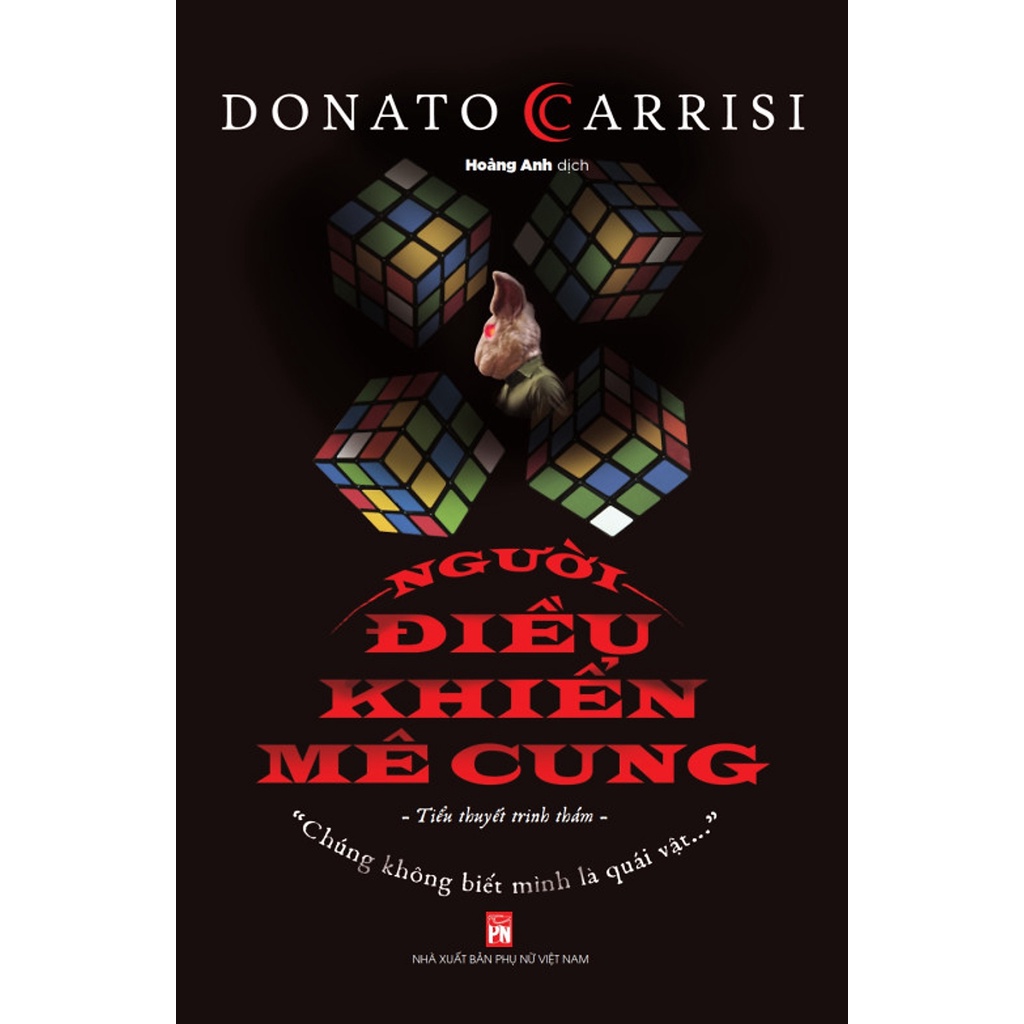 DONATO CARRISI
Hoàng Anh dịch
NGƯỜI
ĐIỀU
KHIỂN
MÊ CUNG
- Tiểu thuyết trinh thám -
“Chúng không biết mình là quái vật...”
PN
NHÀ XUẤT BẢN PHỤ NỮ VIỆT NAM